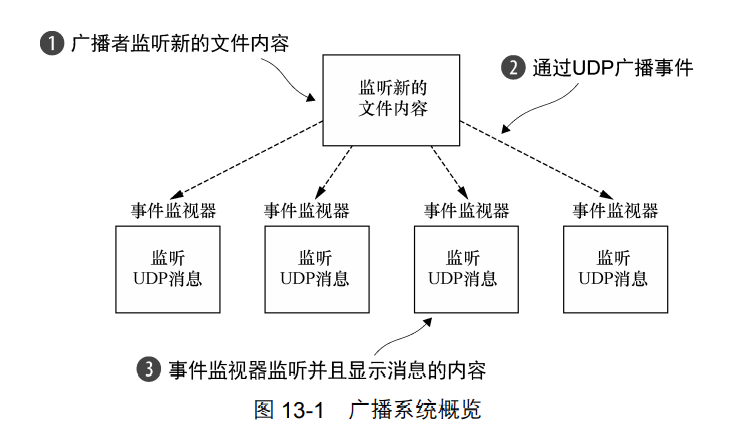 1 广播者监听新的文件内容
监听新的
文件内容
2 通过UDP广播事件
事件监视器
事件监视器
事件监视器
事件监视器
监听
UDP消息
监听
UDP消息
监听
UDP消息
监听
UDP消息
3 事件监视器监听并且显示消息的内容
图 13-1 广播系统概览